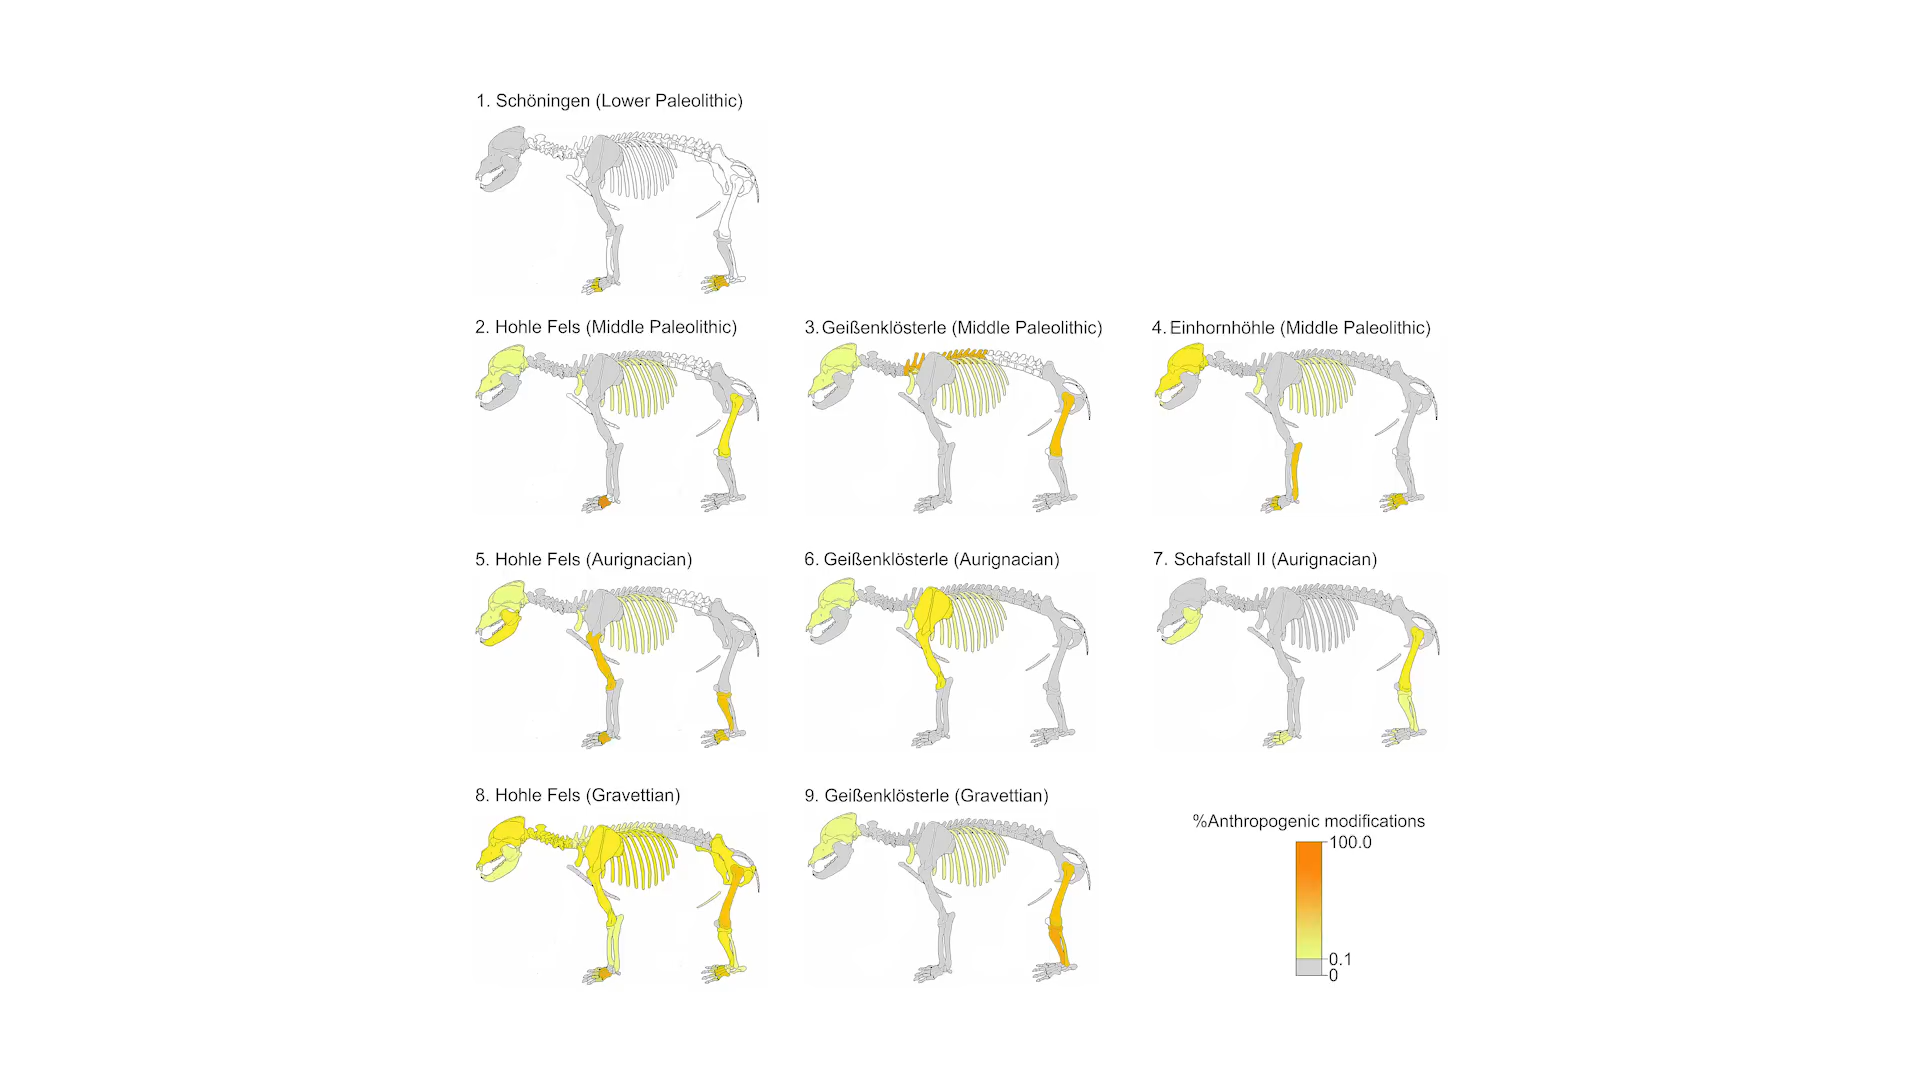 1. Schöningen (Lower Paleolithic)
2. Hohle Fels (Middle Paleolithic)
3. Geißenklösterle (Middle Paleolithic)
4. Einhornhöhle (Middle Paleolithic)
5. Hohle Fels (Aurignacian)
6. Geißenklösterle (Aurignacian)
7. Schafstall II (Aurignacian)
8. Hohle Fels (Gravettian)
9. Geißenklösterle (Gravettian)
%Anthropogenic modifications
100.0
0.1
0